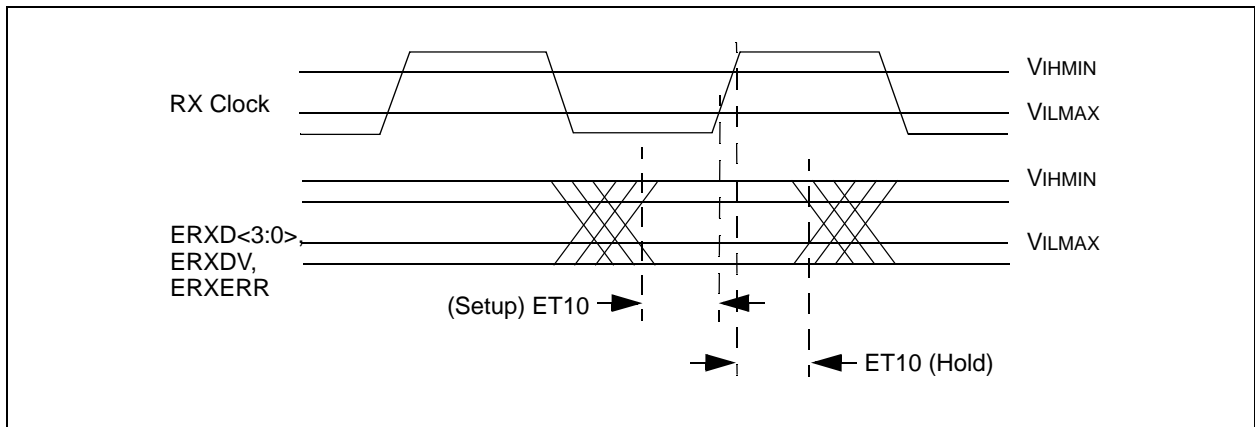 VIHMIN
RX Clock
VILMAX
VIHMIN
ERXD<3:0>,
ERXDV,
ERXERR
VILMAX
(Setup) ET10
ET10 (Hold)